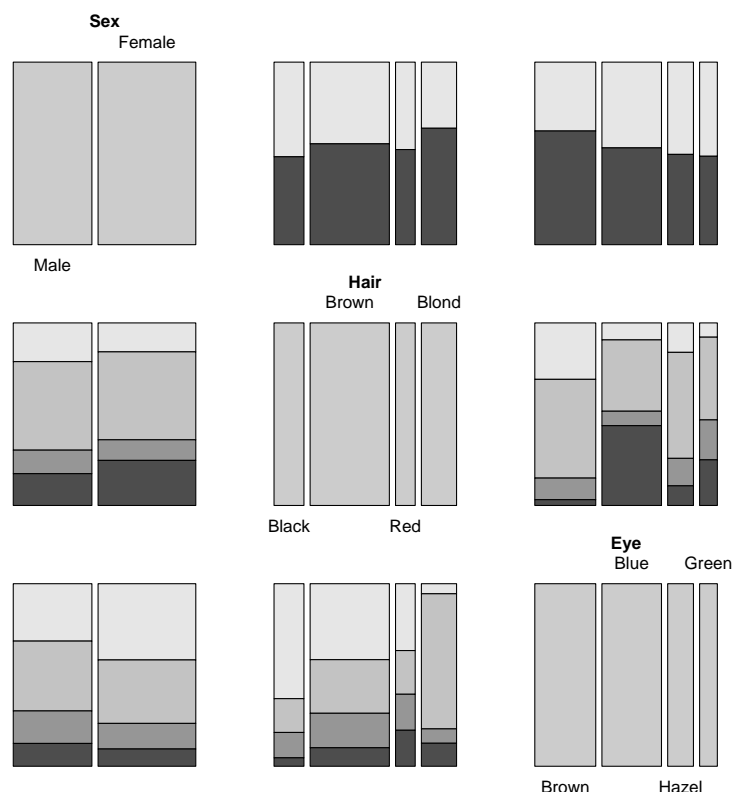 Sex
Female
Male
Hair
Brown Blond
Black Red
Eye
Blue Green
Brown Hazel